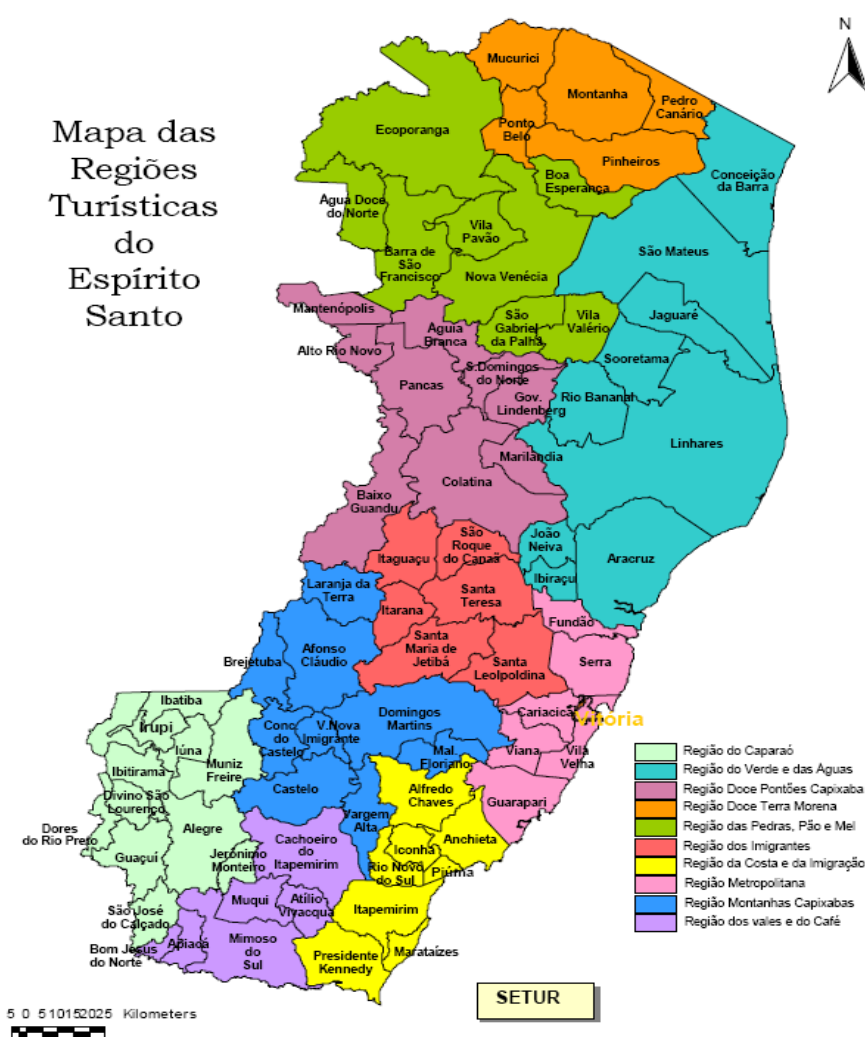 N
Mapa das
Regiões
Turísticas
do
Espírito
Santo
Mucurici
Montanha
Pedro
Canário
Ecoporanga
Ponto
Belo
Pinheiros
Boa
Esperança
Conceição
da Barra
Água Doce
do Norte
Vila
Pavão
Barra de
São
Francisco
Nova Venécia
São Mateus
Mantenópolis
Águia
Branca
São
Gabriel
da Palha
Vila
Valério
Jaguaré
Alto Rio Novo
Sooretama
Pancas
S.Domingos
do Norte
Gov.
Lindenberg
Rio Bananal
Linhares
Marilândia
Colatina
Baixo
Guandu
Itaguaçu
São
Roque
do Canaã
João
Neiva
Aracruz
Ibiraçu
Laranja da
Terra
Santa
Teresa
Itarana
Fundão
Santa
Maria de
Jetibá
Santa
Leolpoldina
Serra
Brejetuba
Afonso
Cláudio
Ibatiba
Irupi
Iúna
Conc.
do
Castelo
V.Nova
Imigrante
Domingos
Martins
Cariacica
Vitória
Mal.
Floriano
Viana
Vila
Velha
Ibitirama
Muniz
Freire
Divino São
Lourenço
Castelo
Alfredo
Chaves
Guarapari
Vargem
Alta
Dores
do Rio Preto
Alegre
Guaçuí
Jerônimo
Monteiro
Cachoeiro
do
Itapemirim
Iconha
Anchieta
Rio Novo
do Sul
Piúma
São José
do Calçado
Muqui
Atílio
Vivacqua
Itapemirim
Bom Jesus
do Norte
Apiacá
Mimoso
do
Sul
Presidente
Kennedy
Marataízes
Região do Caparaó
Região do Verde e das Águas
Região Doce Pontões Capixaba
Região Doce Terra Morena
Região das Pedras, Pão e Mel
Região dos Imigrantes
Região da Costa e da Imigração
Região Metropolitana
Região Montanhas Capixabas
Região dos vales e do Café
SETUR
5 0 5 10152025 Kilometers